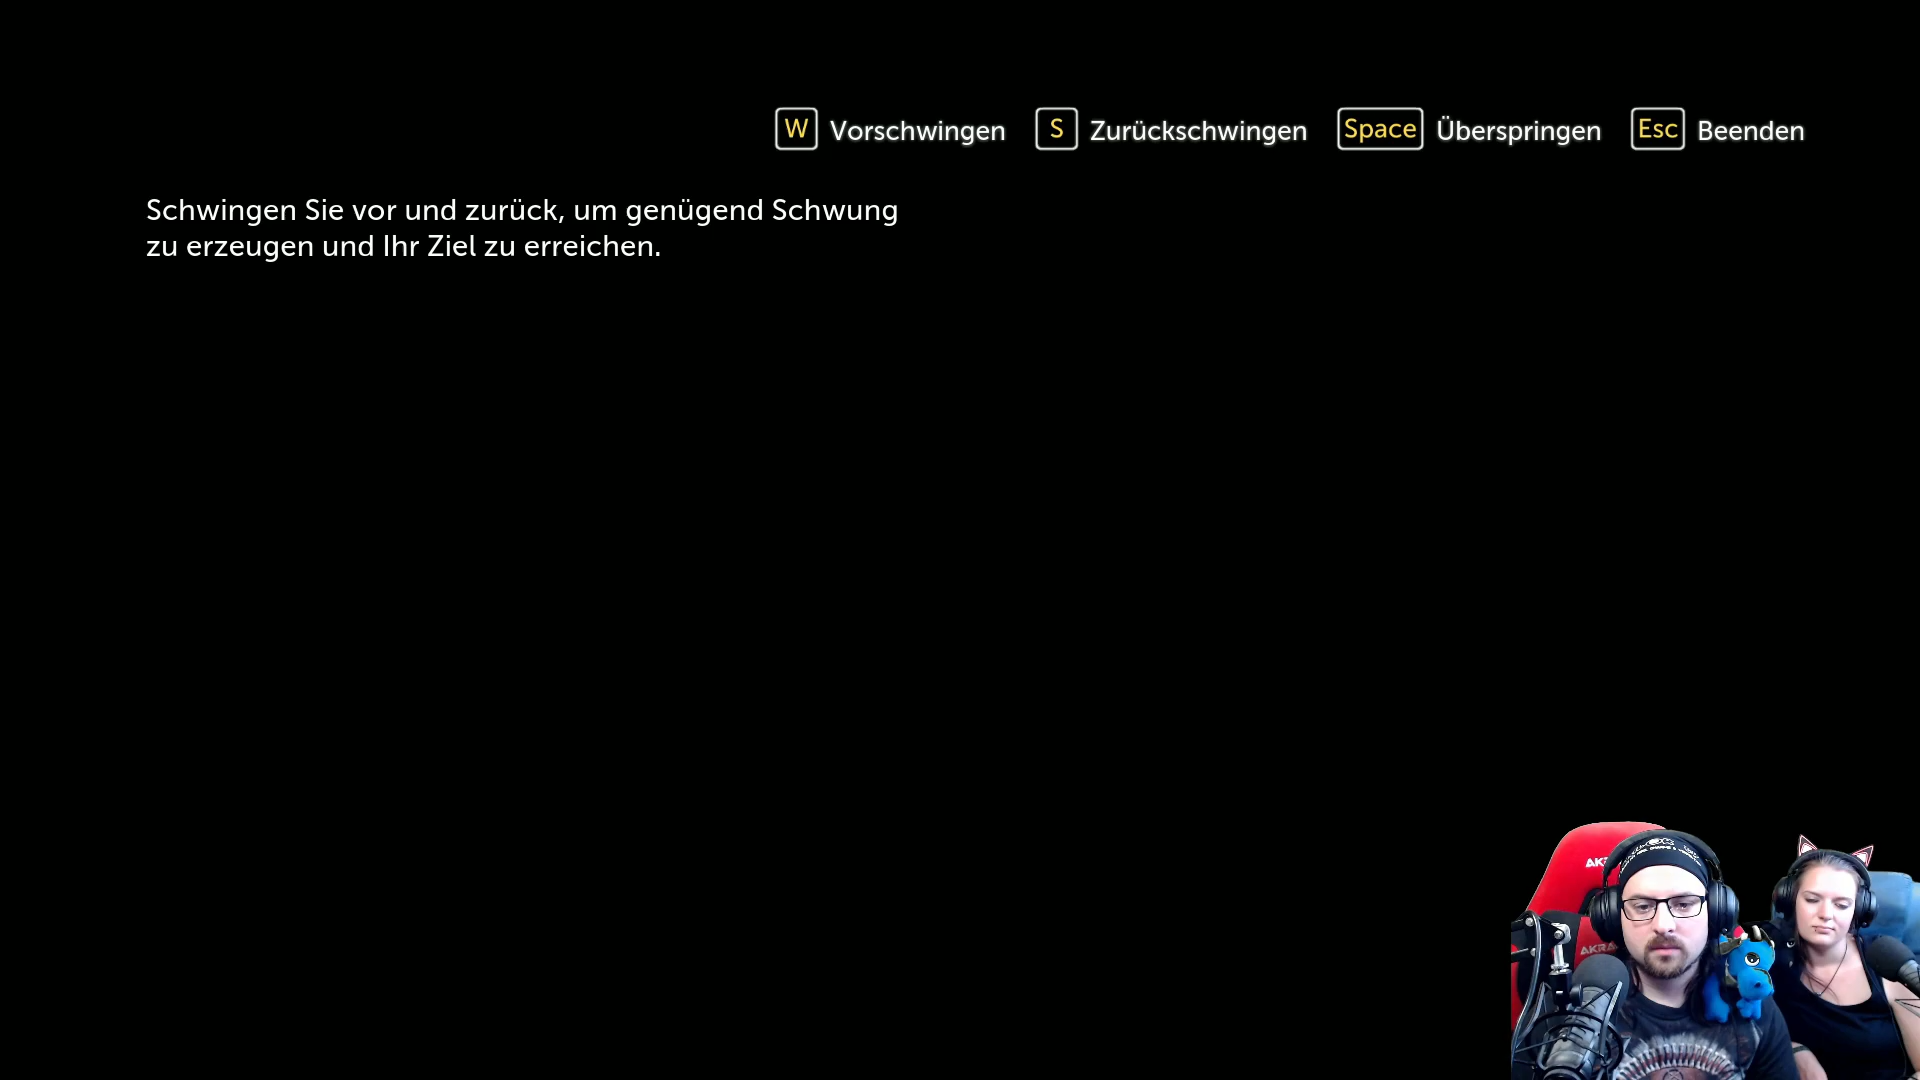 W Vorschwingen S Zurückschwingen Space Überspringen Esc Beenden
Schwingen Sie vor und zurück, um genügend Schwung
zu erzeugen und Ihr Ziel zu erreichen.